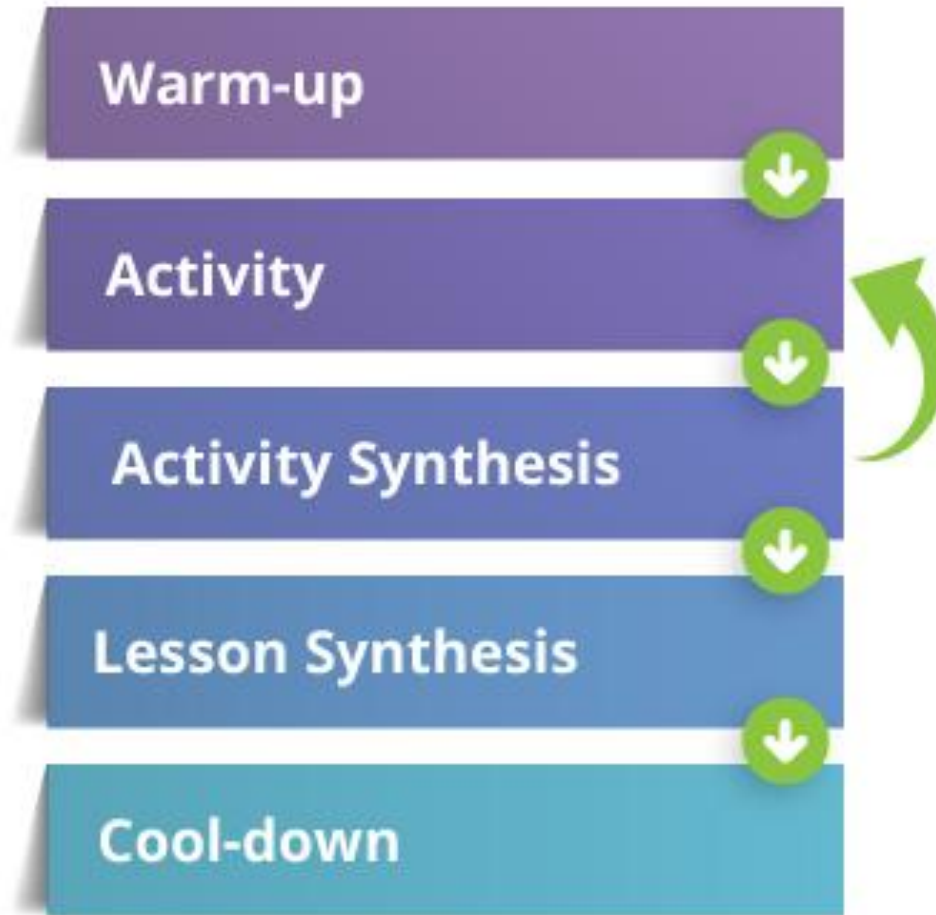 Warm-up
Activity
Activity Synthesis
Lesson Synthesis
Cool-down